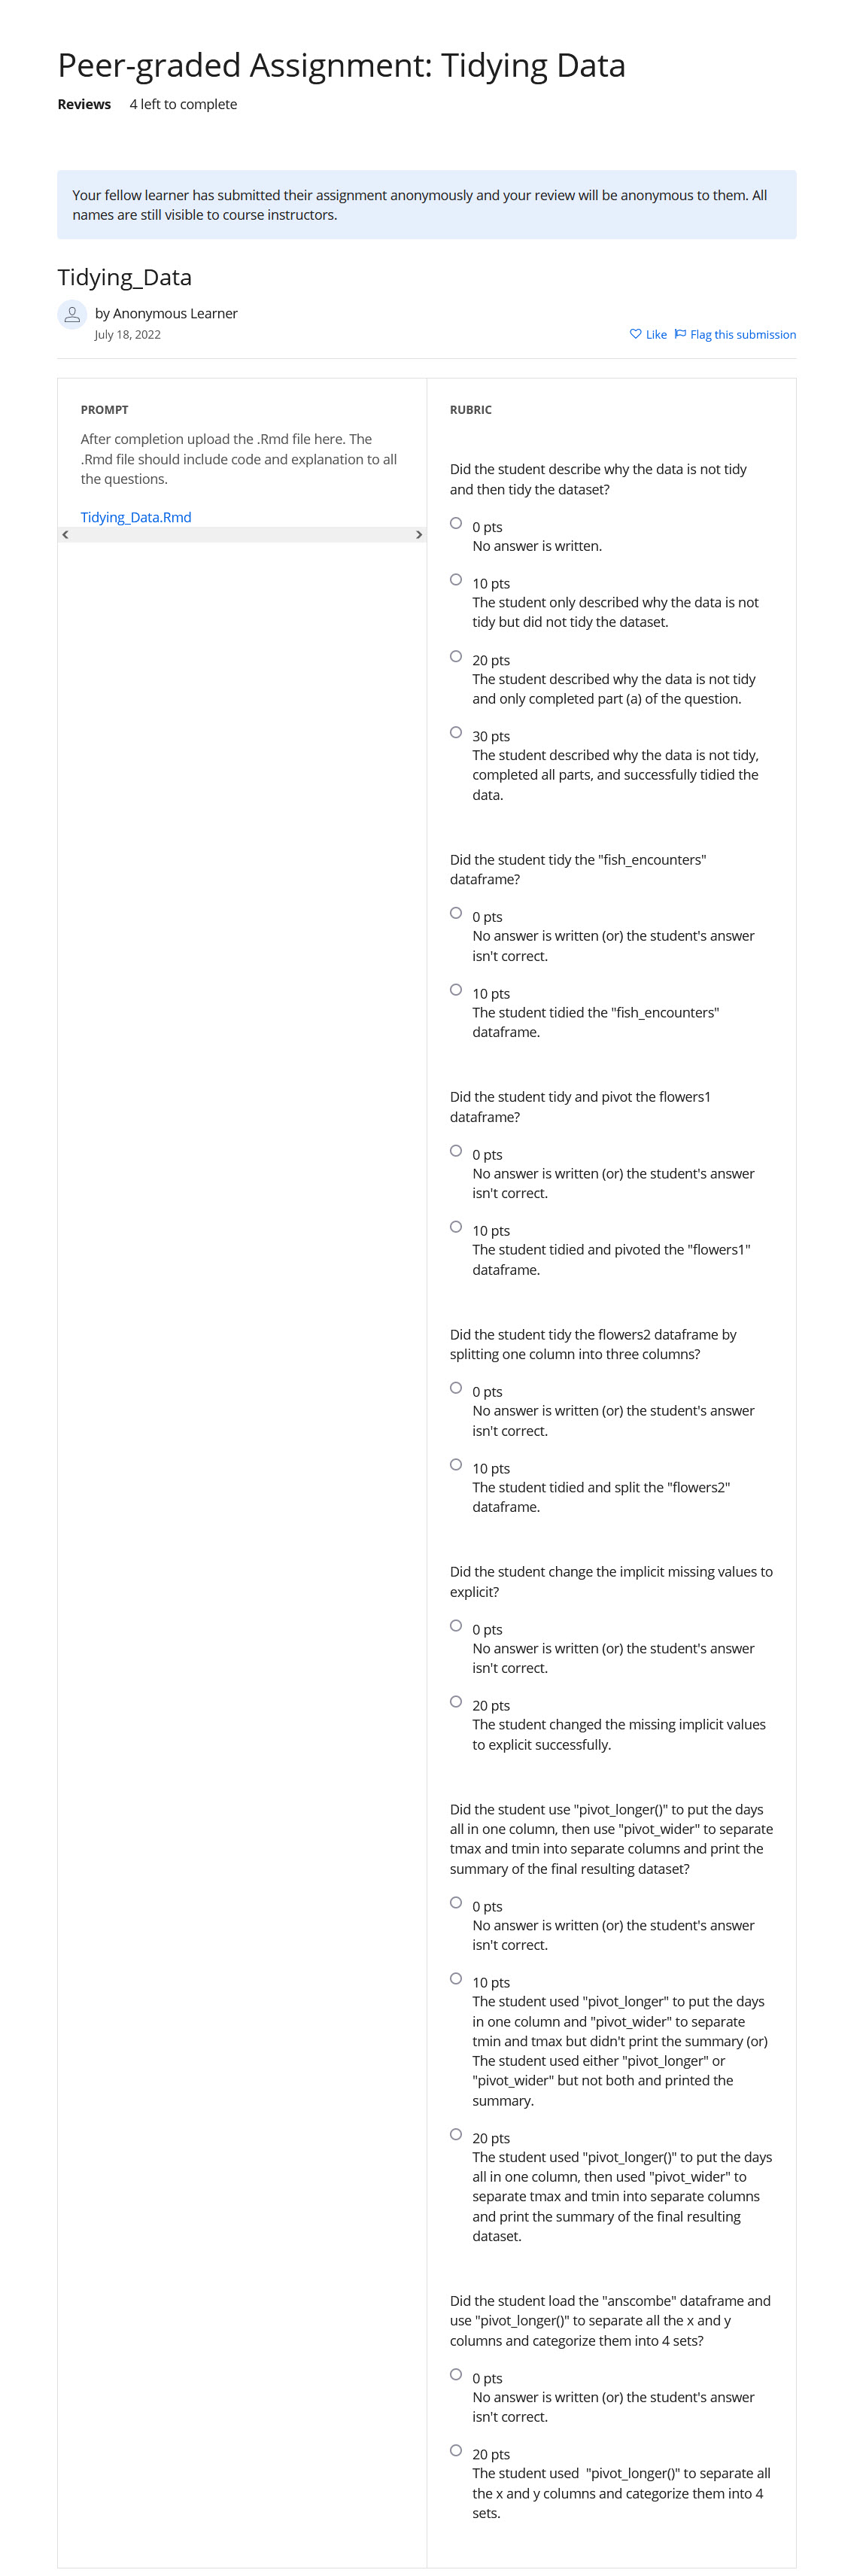 Peer-graded Assignment: Tidying Data
Reviews 4 left to complete
Your fellow learner has submitted their assignment anonymously and your review will be anonymous to them. All
names are still visible to course instructors.
Tidying_Data
by Anonymous Learner
July 18, 2022
Like Flag this submission
PROMPT
After completion upload the .Rmd file here. The
.Rmd file should include code and explanation to all
the questions.
Tidying_Data.Rmd
RUBRIC
Did the student describe why the data is not tidy
and then tidy the dataset?
0 pts
No answer is written.
10 pts
The student only described why the data is not
tidy but did not tidy the dataset.
20 pts
The student described why the data is not tidy
and only completed part (a) of the question.
30 pts
The student described why the data is not tidy,
completed all parts, and successfully tidied the
data.
Did the student tidy the "fish_encounters"
dataframe?
0 pts
No answer is written (or) the student's answer
isn't correct.
10 pts
The student tidied the "fish_encounters"
dataframe.
Did the student tidy and pivot the flowers1
dataframe?
0 pts
No answer is written (or) the student's answer
isn't correct.
10 pts
The student tidied and pivoted the "flowers1"
dataframe.
Did the student tidy the flowers2 dataframe by
splitting one column into three columns?
0 pts
No answer is written (or) the student's answer
isn't correct.
10 pts
The student tidied and split the "flowers2"
dataframe.
Did the student change the implicit missing values to
explicit?
0 pts
No answer is written (or) the student's answer
isn't correct.
20 pts
The student changed the missing implicit values
to explicit successfully.
Did the student use "pivot_longer()" to put the days
all in one column, then use "pivot_wider" to separate
tmax and tmin into separate columns and print the
summary of the final resulting dataset?
0 pts
No answer is written (or) the student's answer
isn't correct.
10 pts
The student used "pivot_longer" to put the days
in one column and "pivot_wider" to separate
tmin and tmax but didn't print the summary (or)
The student used either "pivot_longer" or
"pivot_wider" but not both and printed the
summary.
20 pts
The student used "pivot_longer()" to put the days
all in one column, then used "pivot_wider" to
separate tmax and tmin into separate columns
and print the summary of the final resulting
dataset.
Did the student load the "anscombe" dataframe and
use "pivot_longer()" to separate all the x and y
columns and categorize them into 4 sets?
0 pts
No answer is written (or) the student's answer
isn't correct.
20 pts
The student used "pivot_longer()" to separate all
the x and y columns and categorize them into 4
sets.